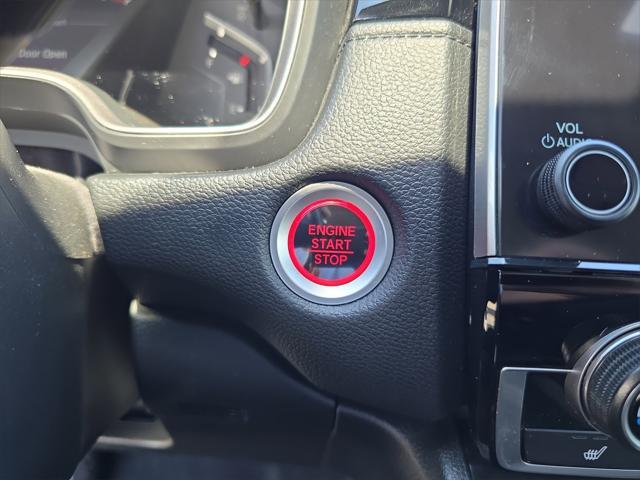 Door Open
VOL
AUDIO
ENGINE
START
STOP